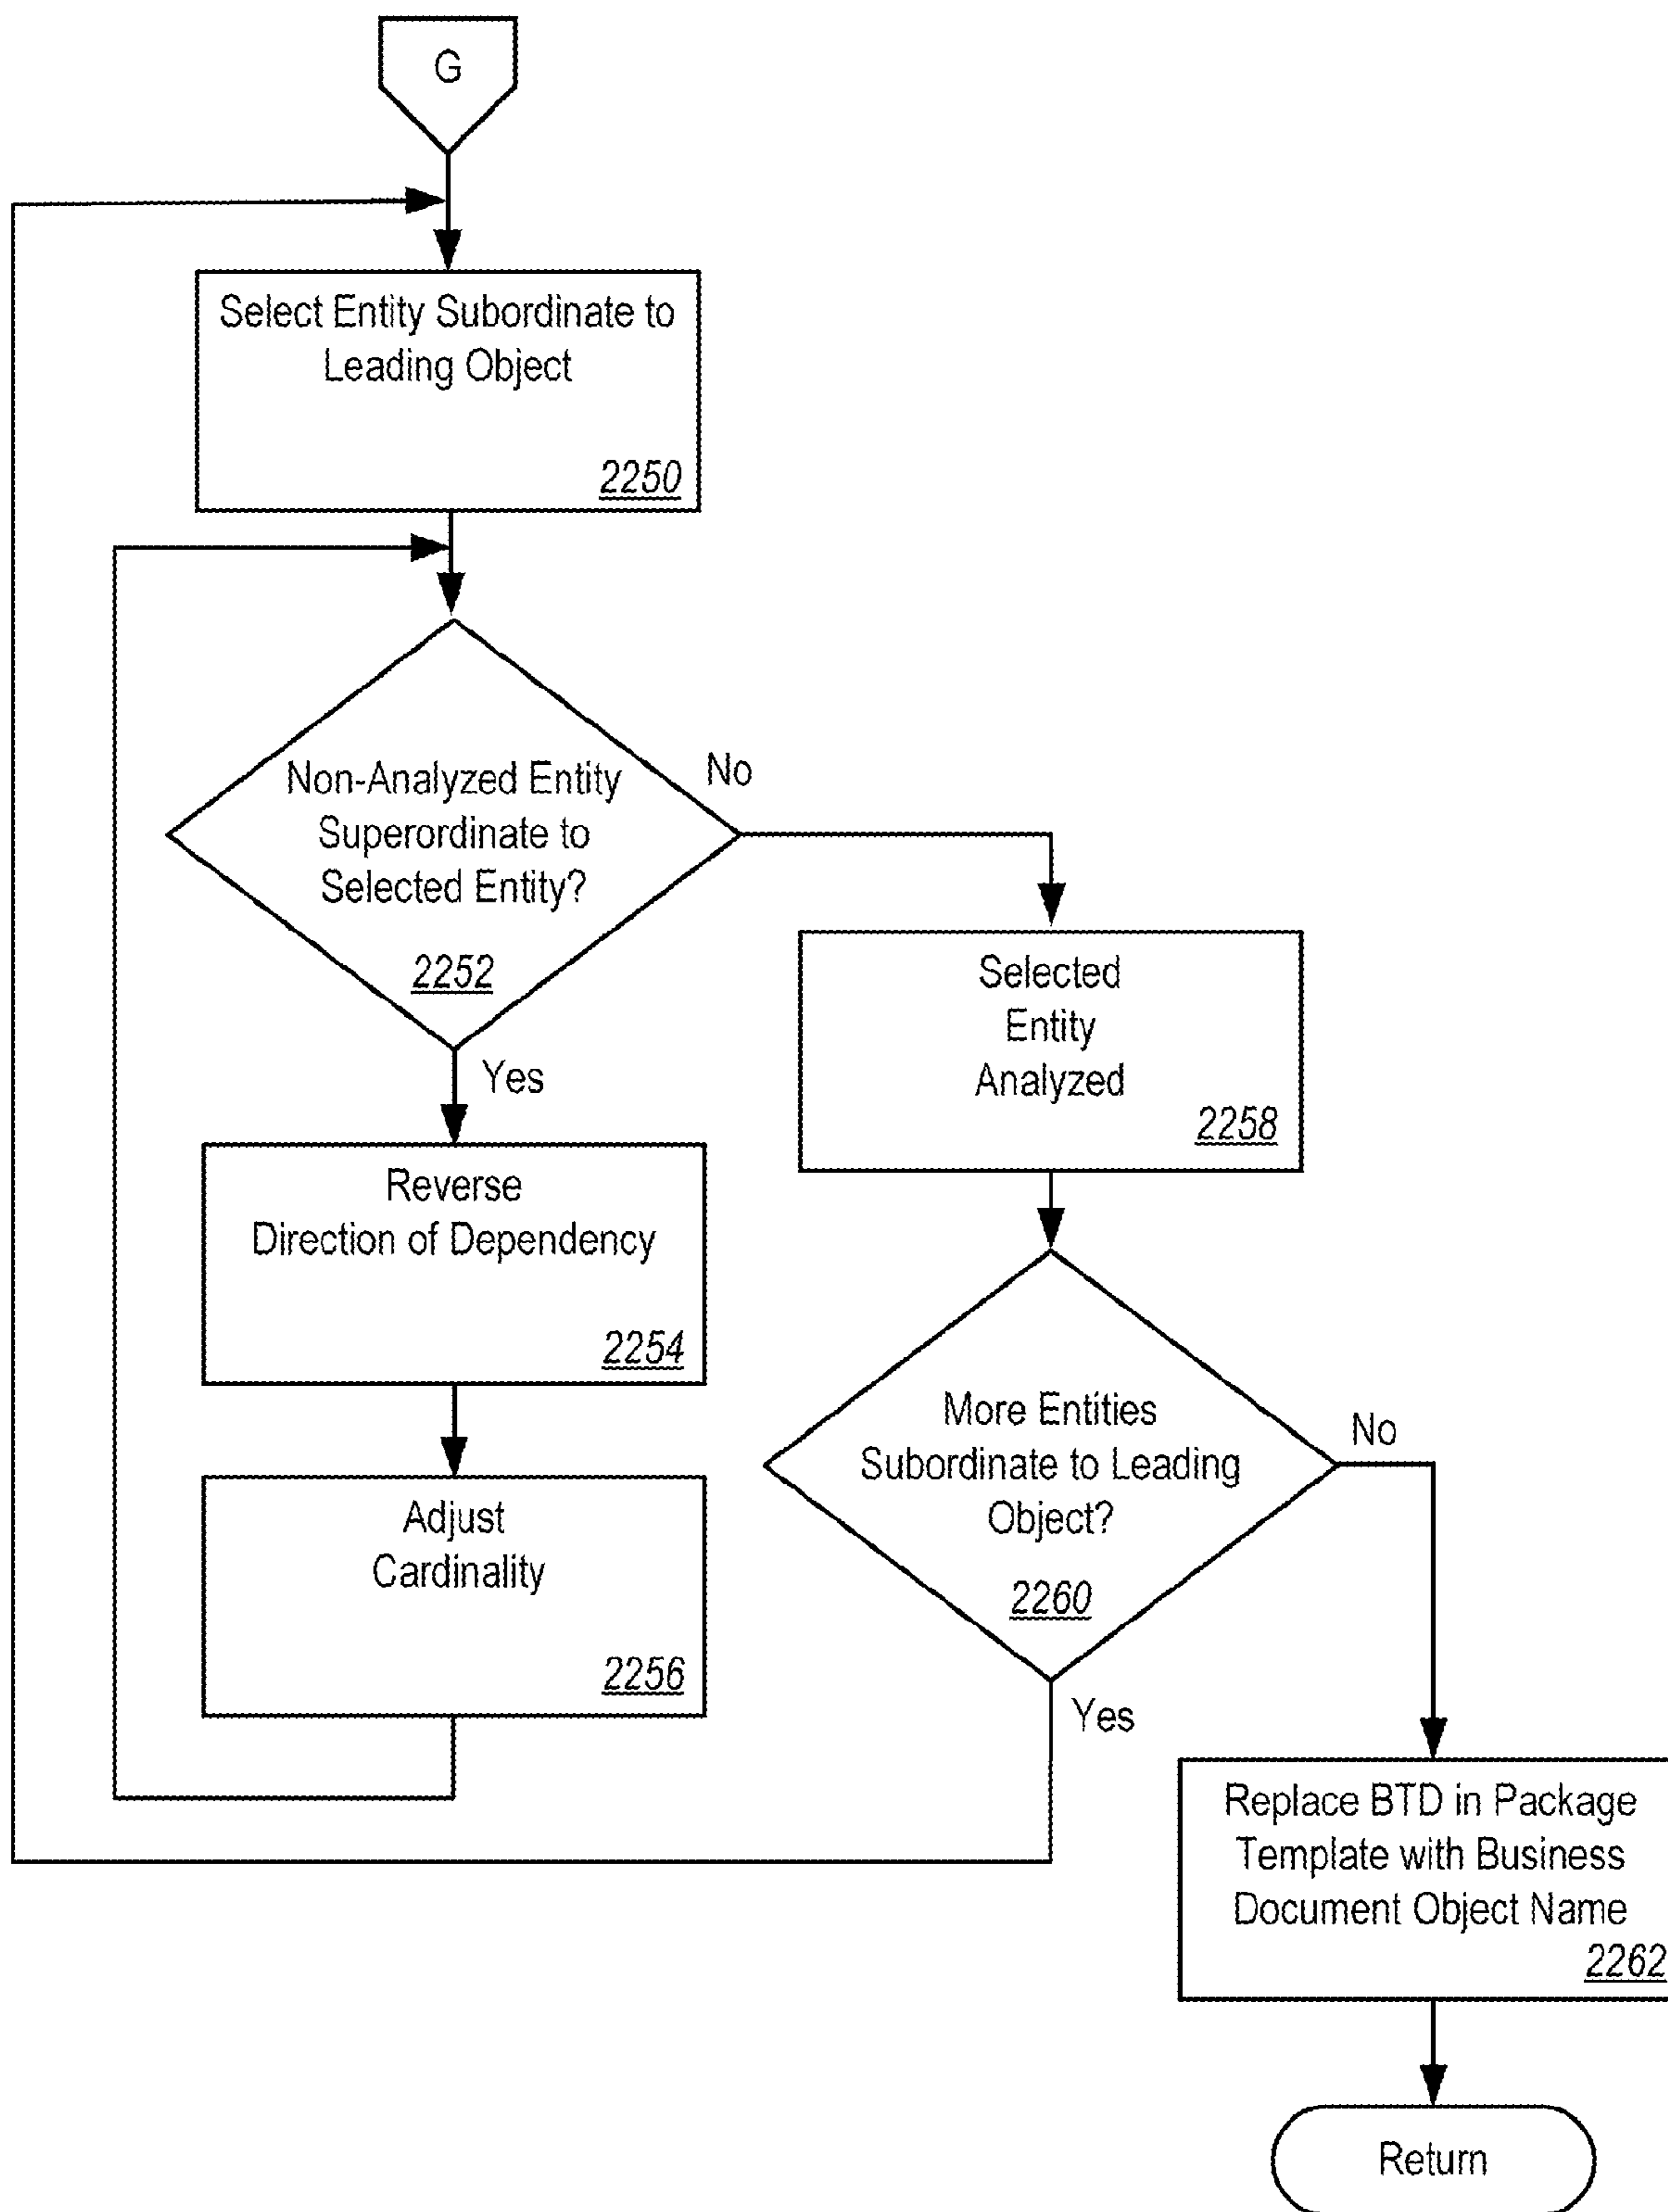 G
Select Entity Subordinate to
Leading Object
2250
Non-Analyzed Entity
Superordinate to
Selected Entity?
2252
No
Yes
Selected
Entity
Analyzed
2258
Reverse
Direction of Dependency
2254
More Entities
Subordinate to Leading
Object?
2260
No
Yes
Adjust
Cardinality
2256
Replace BTD in Package
Template with Business
Document Object Name
2262
Return